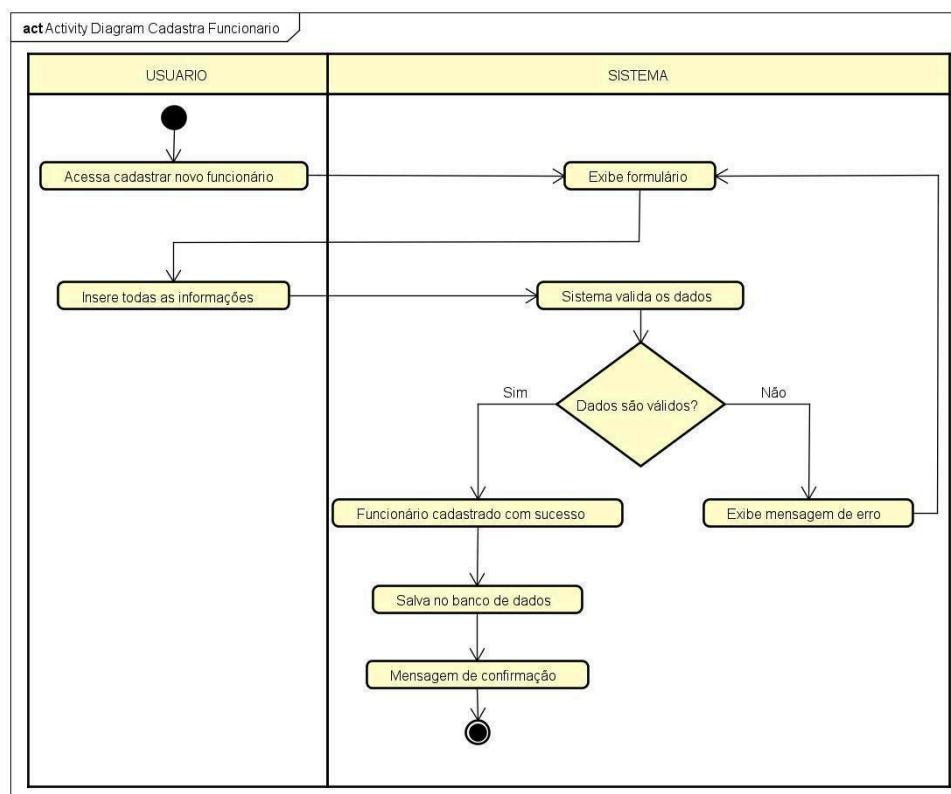 act Activity Diagram Cadastra Funcionario
USUARIO
SISTEMA
Acessa cadastrar novo funcionário
Exibe formulário
Insere todas as informações
Sistema valida os dados
Sim
Dados são válidos?
Não
Funcionário cadastrado com sucesso
Exibe mensagem de erro
Salva no banco de dados
Mensagem de confirmação